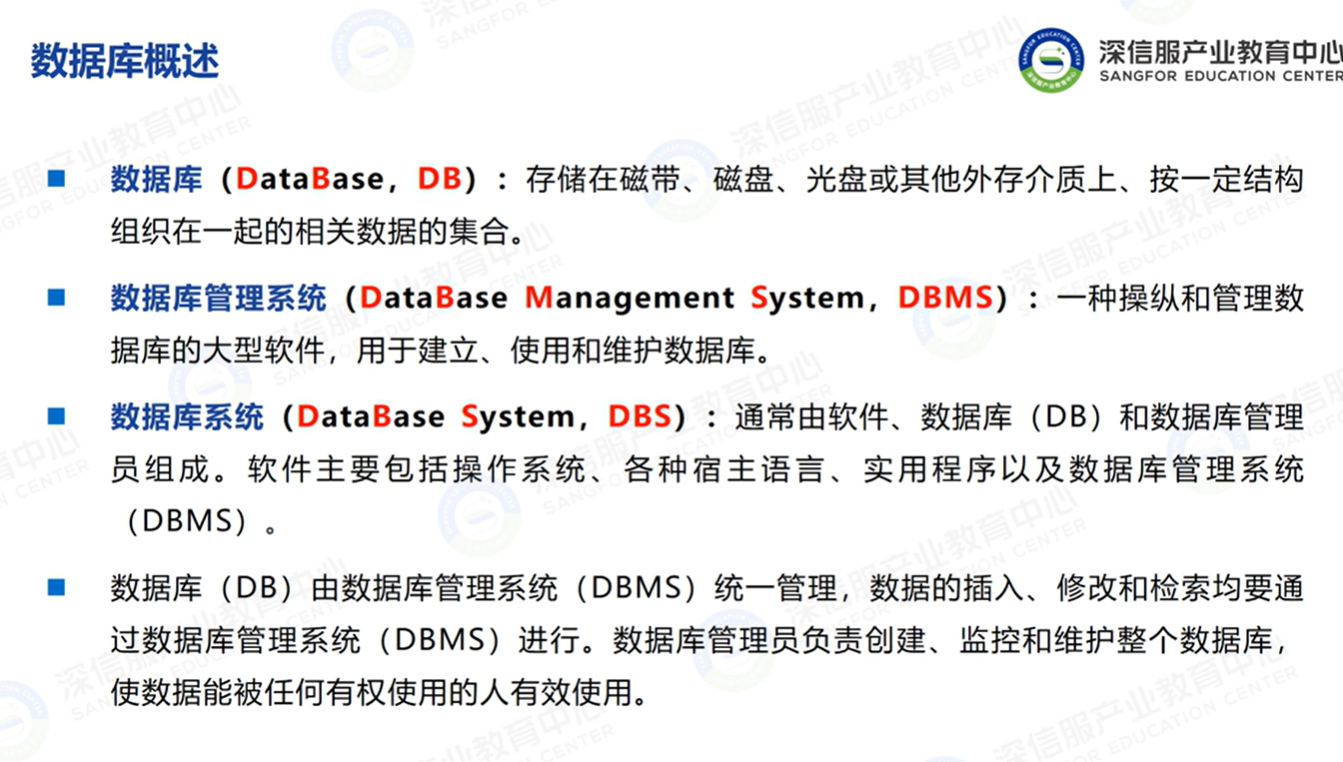 数据库概述
深信服产业教育中心
SANGFOR EDUCATION CENTER
数据库（DataBase，DB）：存储在磁带、磁盘、光盘或其他外存介质上、按一定结构
组织在一起的相关数据的集合。
数据库管理系统（DataBase Management System，DBMS）：一种操纵和管理数
据库的大型软件，用于建立、使用和维护数据库。
数据库系统（DataBase System，DBS）：通常由软件、数据库（DB）和数据库管理
员组成。软件主要包括操作系统、各种宿主语言、实用程序以及数据库管理系统
（DBMS）。
数据库（DB）由数据库管理系统（DBMS）统一管理，数据的插入、修改和检索均要通
过数据库管理系统（DBMS）进行。数据库管理员负责创建、监控和维护整个数据库，
使数据能被任何有权使用的人有效使用。